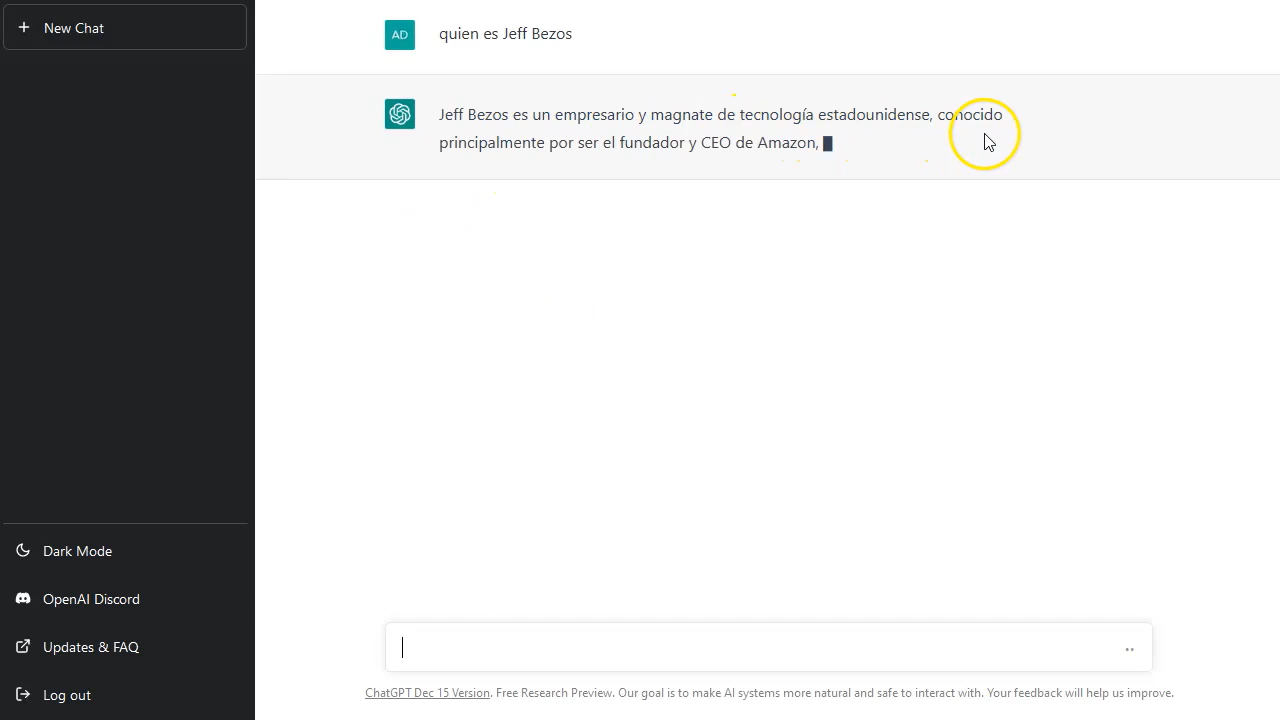 New Chat
AD
quien es Jeff Bezos
Jeff Bezos es un empresario y magnate de tecnología estadounidense, conocido
principalmente por ser el fundador y CEO de Amazon,
Dark Mode
OpenAI Discord
Updates & FAQ
Log out
ChatGPT Dec 15 Version. Free Research Preview. Our goal is to make AI systems more natural and safe to interact with. Your feedback will help us improve.